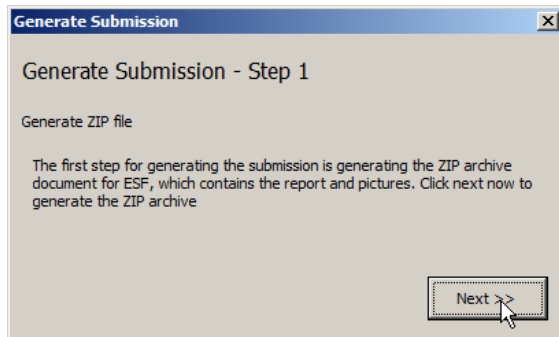 Generate Submission
Generate Submission - Step 1
Generate ZIP file
The first step for generating the submission is generating the ZIP archive
document for ESF, which contains the report and pictures. Click next now to
generate the ZIP archive
Next >>